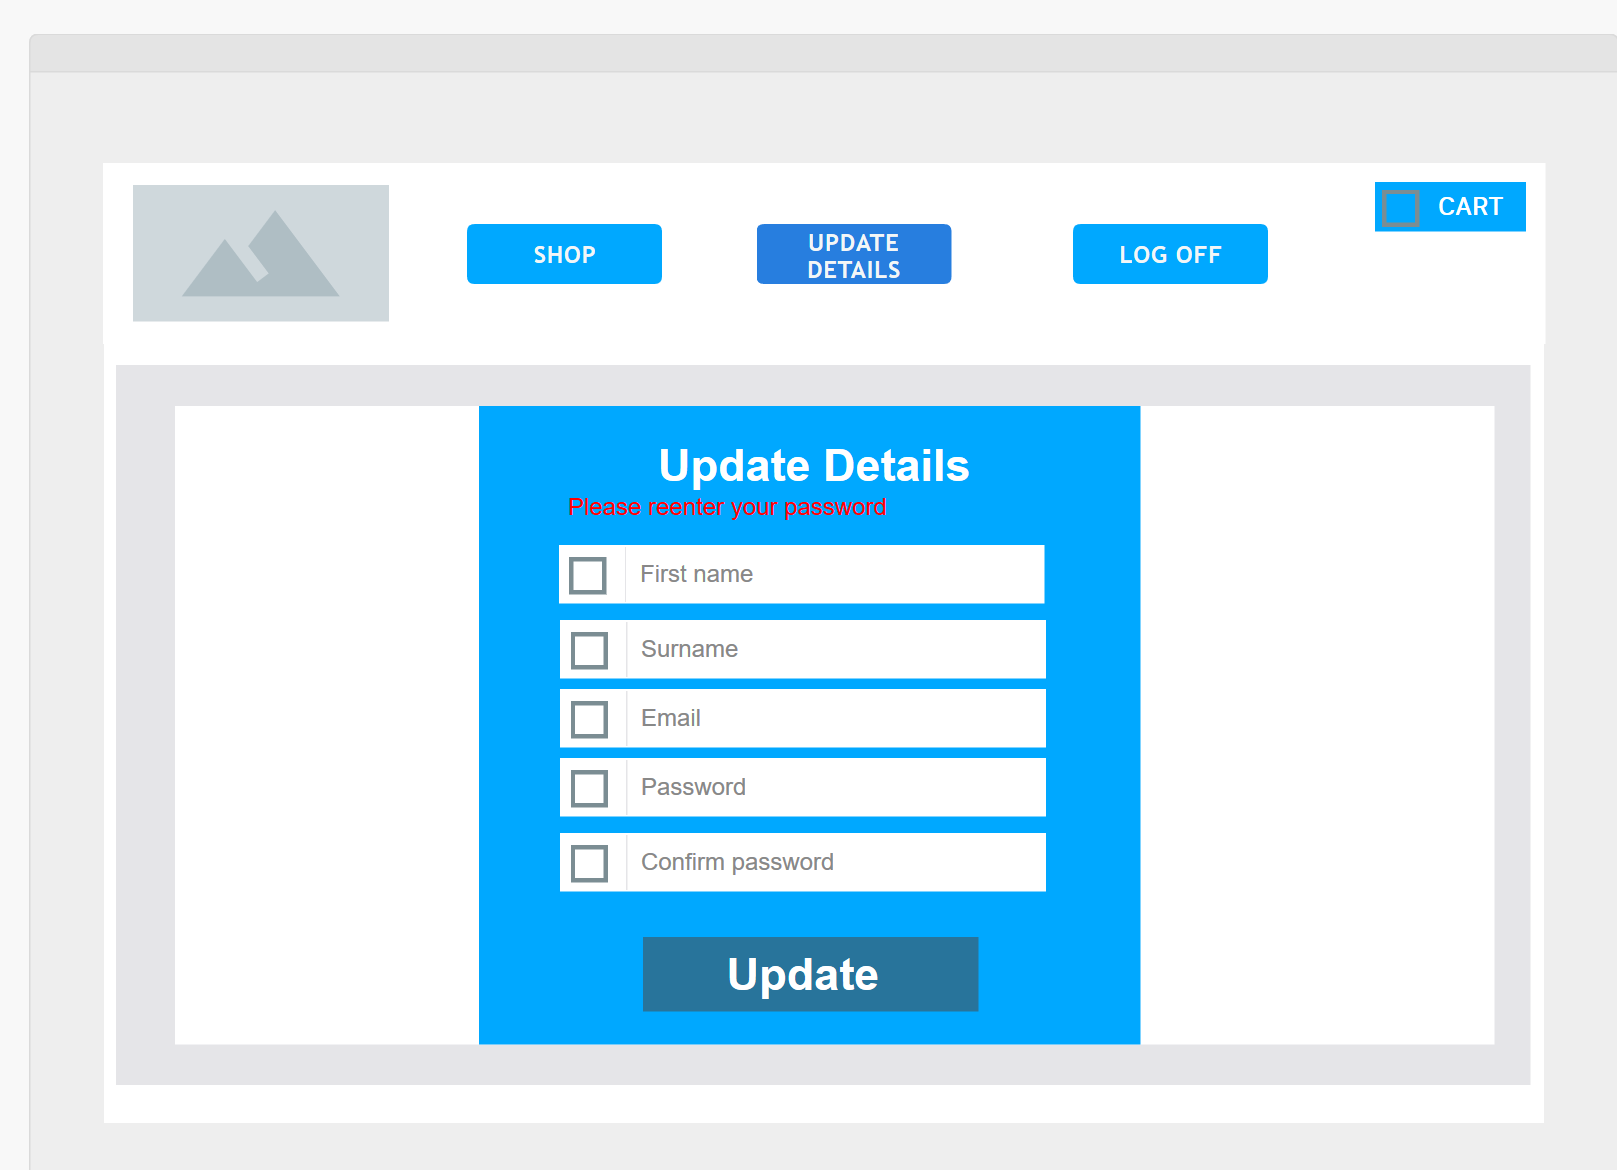 SHOP
UPDATE
DETAILS
LOG OFF
CART
Update Details
Please reenter your password
First name
Surname
Email
Password
Confirm password
Update